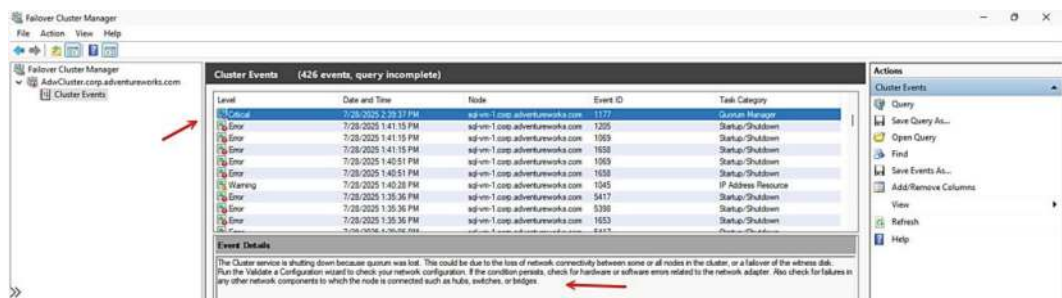 Failover Cluster Manager
File Action View Help
Failover Cluster Manager
AdwCluster.corp.adventureworks.com
Cluster Events
Cluster Events (426 events, query incomplete)
Level Date and Time Node Event ID Task Category
Critical 7/28/2025 2:39:37 PM sql-vm-1.corp.adventureworks.com 1177 Quorum Manager
Error 7/28/2025 1:41:15 PM sql-vm-1.corp.adventureworks.com 1205 Startup/Shutdown
Error 7/28/2025 1:41:15 PM sql-vm-1.corp.adventureworks.com 1069 Startup/Shutdown
Error 7/28/2025 1:41:15 PM sql-vm-1.corp.adventureworks.com 1658 Startup/Shutdown
Error 7/28/2025 1:40:51 PM sql-vm-1.corp.adventureworks.com 1069 Startup/Shutdown
Error 7/28/2025 1:40:51 PM sql-vm-1.corp.adventureworks.com 1658 Startup/Shutdown
Warning 7/28/2025 1:40:28 PM sql-vm-1.corp.adventureworks.com 1045 IP Address Resource
Error 7/28/2025 1:35:36 PM sql-vm-1.corp.adventureworks.com 5417 Startup/Shutdown
Error 7/28/2025 1:35:36 PM sql-vm-1.corp.adventureworks.com 5398 Startup/Shutdown
Error 7/28/2025 1:35:36 PM sql-vm-1.corp.adventureworks.com 1653 Startup/Shutdown
Event Details
The Cluster service is shutting down because quorum was lost. This could be due to the loss of network connectivity between some or all nodes in the cluster, or a failover of the witness disk.
Run the Validate a Configuration wizard to check your network configuration. If the condition persists, check for hardware or software errors related to the network adapter. Also check for failures in
any other network components to which the node is connected such as hubs, switches, or bridges.
Actions
Cluster Events
Query
Save Query As...
Open Query
Find
Save Events As...
Add/Remove Columns
View
Refresh
Help